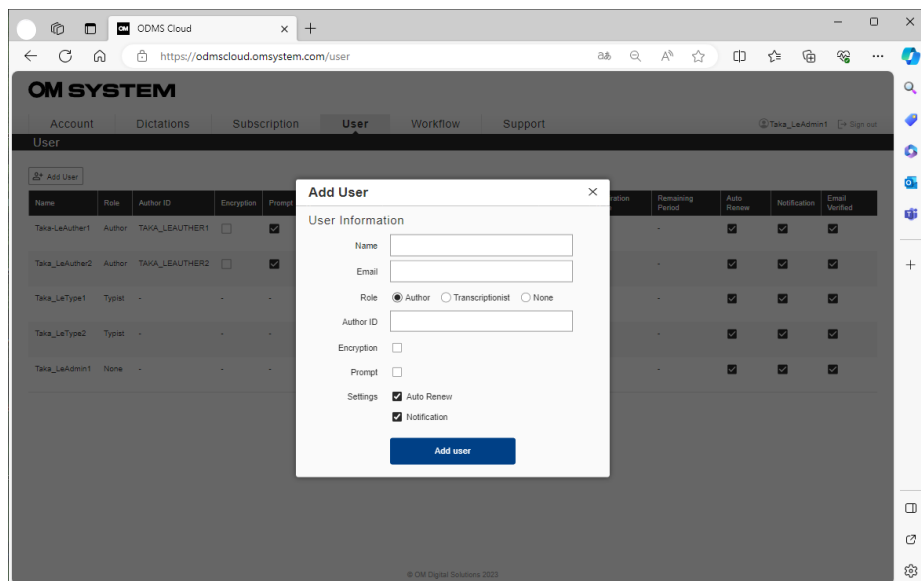 ODMS Cloud
https://odmscloud.omsystem.com/user
OM SYSTEM
Account Dictations Subscription User Workflow Support Taka_LeAdmin1 Sign out
User
Add User
Name Role Author ID Encryption Prompt Remaining Period Auto Renew Notification Email Verified
Taka-LeAuther1 Author TAKA_LEAUTHER1 -
Taka_LeAuther2 Author TAKA_LEAUTHER2 -
Taka_LeType1 Typist - - - -
Taka_LeType2 Typist - - - -
Taka_LeAdmin1 None - - - -
Add User
User Information
Name
Email
Role Author Transcriptionist None
Author ID
Encryption
Prompt
Settings Auto Renew
Notification
Add user
© OM Digital Solutions 2023